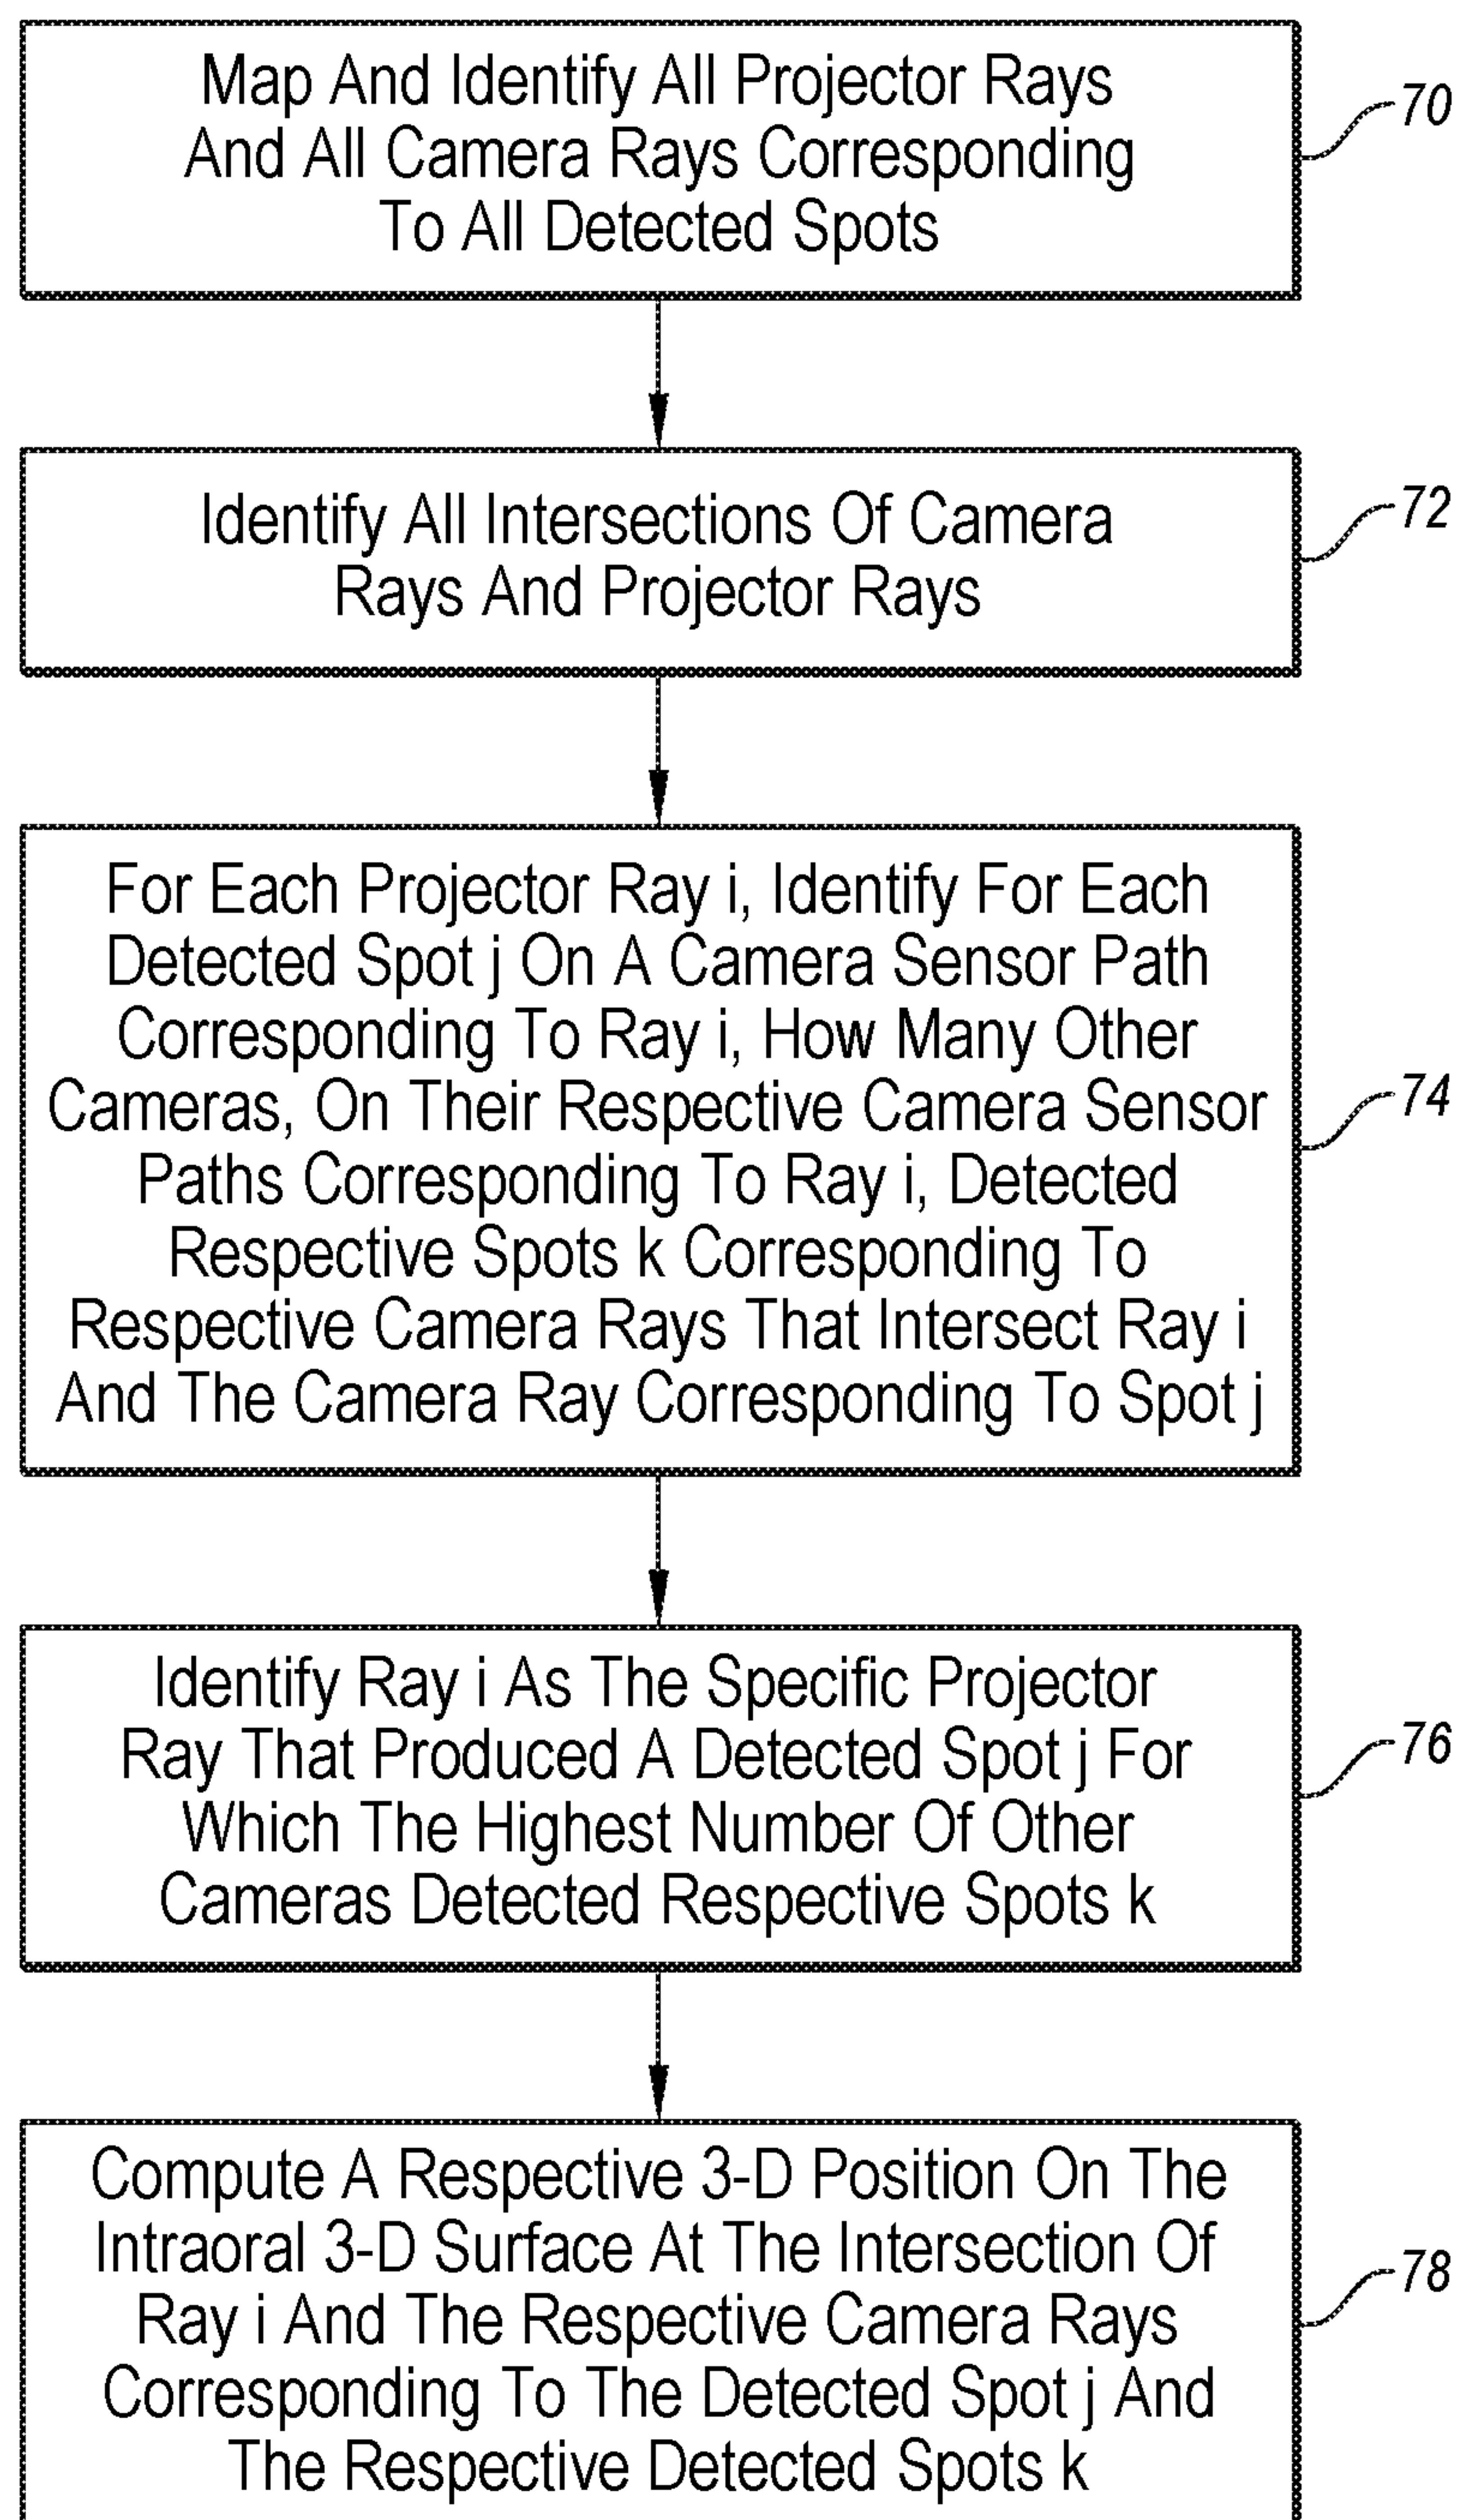 Map And Identify All Projector Rays
And All Camera Rays Corresponding
To All Detected Spots
70
Identify All Intersections Of Camera
Rays And Projector Rays
72
For Each Projector Ray i, Identify For Each
Detected Spot j On A Camera Sensor Path
Corresponding To Ray i, How Many Other
Cameras, On Their Respective Camera Sensor
Paths Corresponding To Ray i, Detected
Respective Spots k Corresponding To
Respective Camera Rays That Intersect Ray i
And The Camera Ray Corresponding To Spot j
74
Identify Ray i As The Specific Projector
Ray That Produced A Detected Spot j For
Which The Highest Number Of Other
Cameras Detected Respective Spots k
76
Compute A Respective 3-D Position On The
Intraoral 3-D Surface At The Intersection Of
Ray i And The Respective Camera Rays
Corresponding To The Detected Spot j And
The Respective Detected Spots k
78